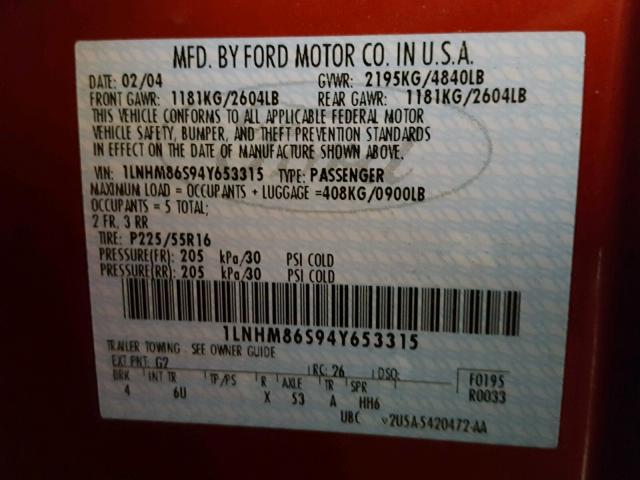 MFD. BY FORD MOTOR CO. IN U.S.A.
DATE: 02/04 GVWR: 2195KG/4840LB
FRONT GAWR: 1181KG/2604LB REAR GAWR: 1181KG/2604LB
THIS VEHICLE CONFORMS TO ALL APPLICABLE FEDERAL MOTOR
VEHICLE SAFETY, BUMPER, AND THEFT PREVENTION STANDARDS
IN EFFECT ON THE DATE OF MANUFACTURE SHOWN ABOVE.
VIN: 1LNHM86S94Y653315 TYPE: PASSENGER
MAXIMUM LOAD = OCCUPANTS + LUGGAGE =408KG/0900LB
OCCUPANTS = 5 TOTAL;
2 FR, 3 RR
TIRE: P225/55R16
PRESSURE(FR): 205 kPa/30 PSI COLD
PRESSURE(RR): 205 kPa/30 PSI COLD
1LNHM86S94Y653315
TRAILER TOWING - SEE OWNER GUIDE
EXT PNT: G2 RC: 26 DSO: F0195
BRK INT TR TP/PS R AXLE TR SPR R0033
4 6U X 53 A HH6
UBC v2U5A-5420472-AA